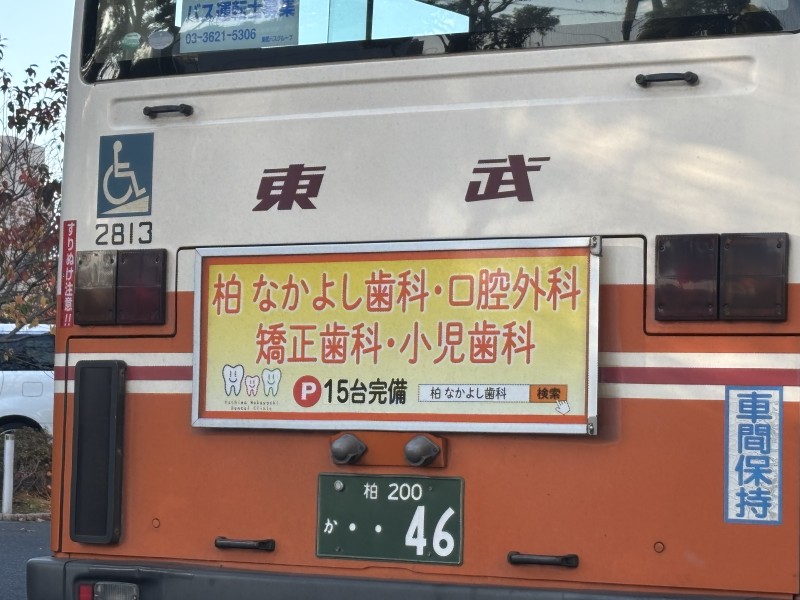 バス運転士募集
03-3621-5306
東武
2813
すりぬけ注意!!
柏 なかよし歯科・口腔外科
矯正歯科・小児歯科
P 15台完備
柏 なかよし歯科 検索
車間保持
柏 200
か ・・46